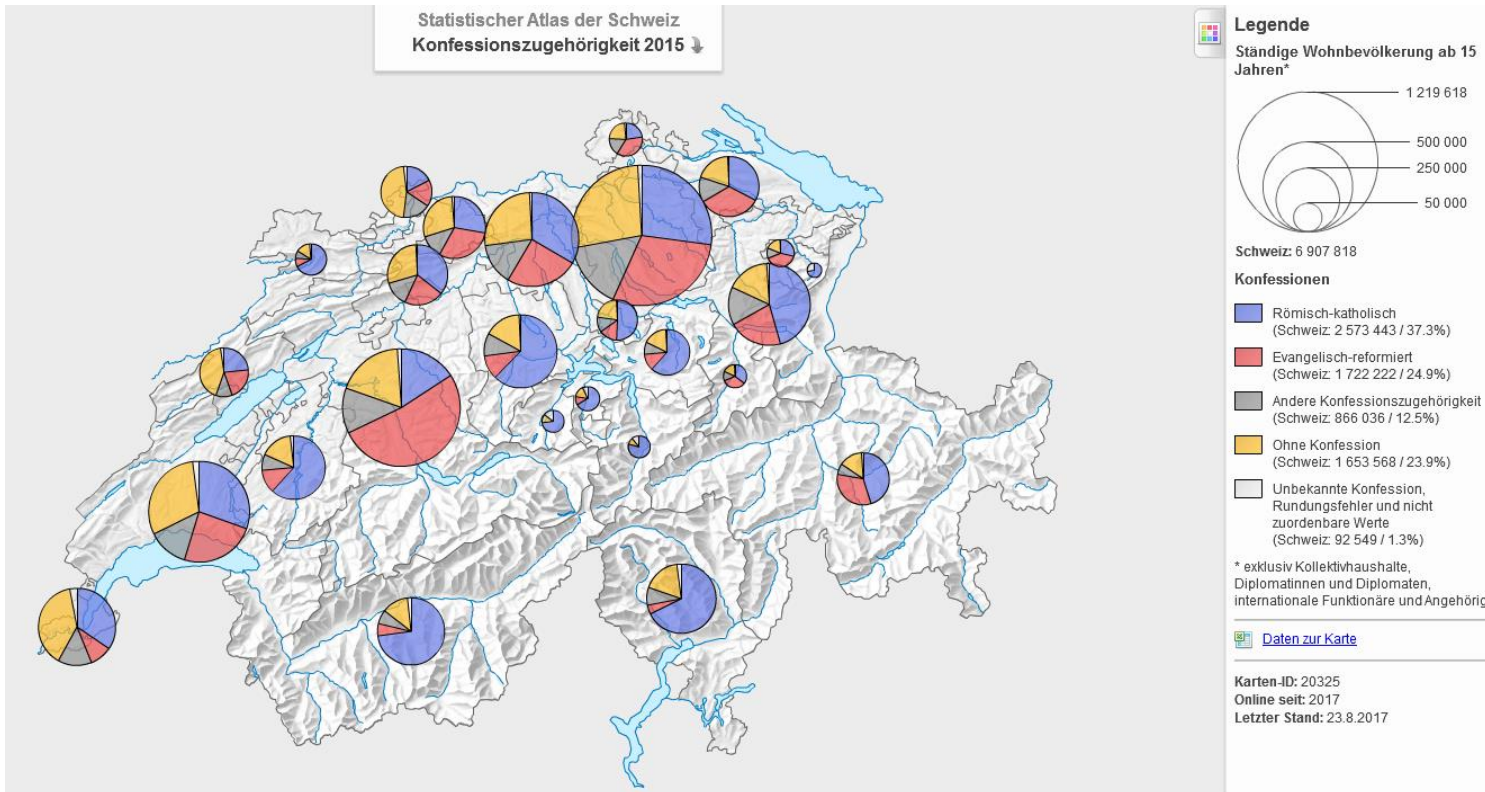 Statistischer Atlas der Schweiz
Konfessionszugehörigkeit 2015
Legende
Ständige Wohnbevölkerung ab 15
Jahren*
1 219 618
500 000
250 000
50 000
Schweiz: 6 907 818
Konfessionen
Römisch-katholisch
(Schweiz: 2 573 443 / 37.3%)
Evangelisch-reformiert
(Schweiz: 1 722 222 / 24.9%)
Andere Konfessionszugehörigkeit
(Schweiz: 866 036 / 12.5%)
Ohne Konfession
(Schweiz: 1 653 568 / 23.9%)
Unbekannte Konfession,
Rundungsfehler und nicht
zuordenbare Werte
(Schweiz: 92 549 / 1.3%)
* exklusiv Kollektivhaushalte,
Diplomatinnen und Diplomaten,
internationale Funktionäre und Angehörig
Daten zur Karte
Karten-ID: 20325
Online seit: 2017
Letzter Stand: 23.8.2017